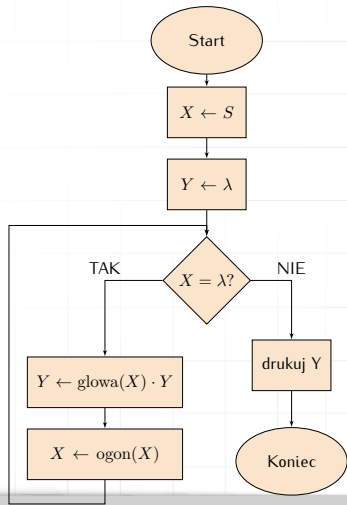 Start
X ← S
Y ← λ
X = λ?
TAK
NIE
Y ← glowa(X) · Y
drukuj Y
X ← ogon(X)
Koniec